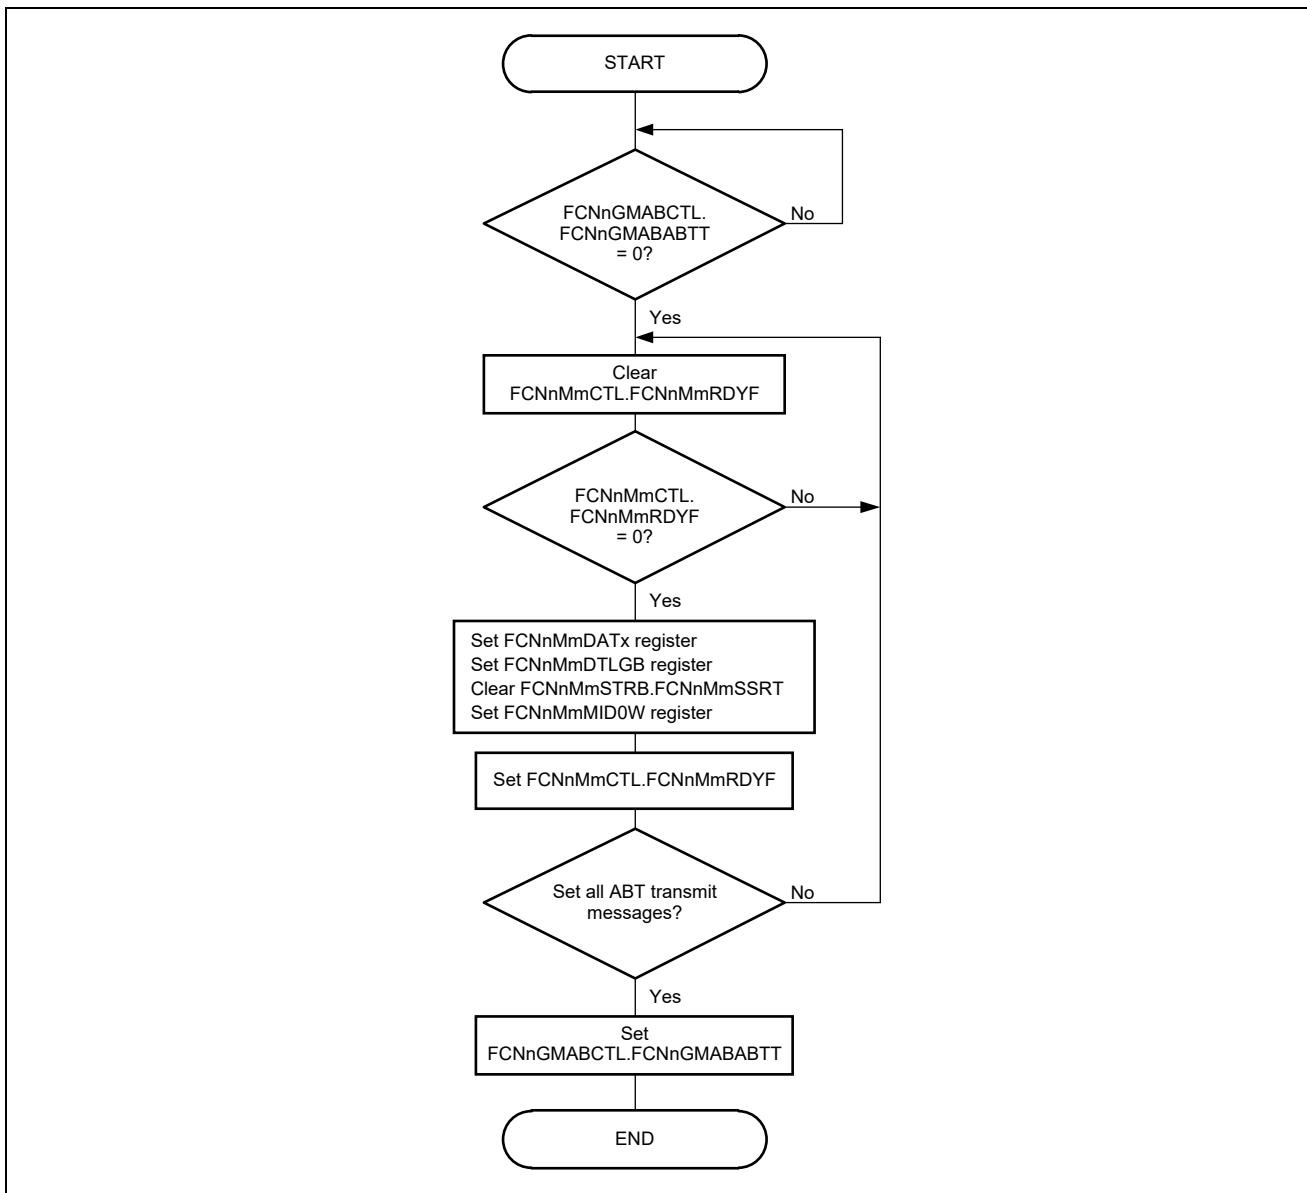 START
FCNnGMABCTL.
FCNnGMABABTT
= 0?
No
Yes
Clear
FCNnMmCTL.FCNnMmRDYF
FCNnMmCTL.
FCNnMmRDYF
= 0?
No
Yes
Set FCNnMmDATx register
Set FCNnMmDTLGB register
Clear FCNnMmSTRB.FCNnMmSSRT
Set FCNnMmMID0W register
Set FCNnMmCTL.FCNnMmRDYF
Set all ABT transmit
messages?
No
Yes
Set
FCNnGMABCTL.FCNnGMABABTT
END